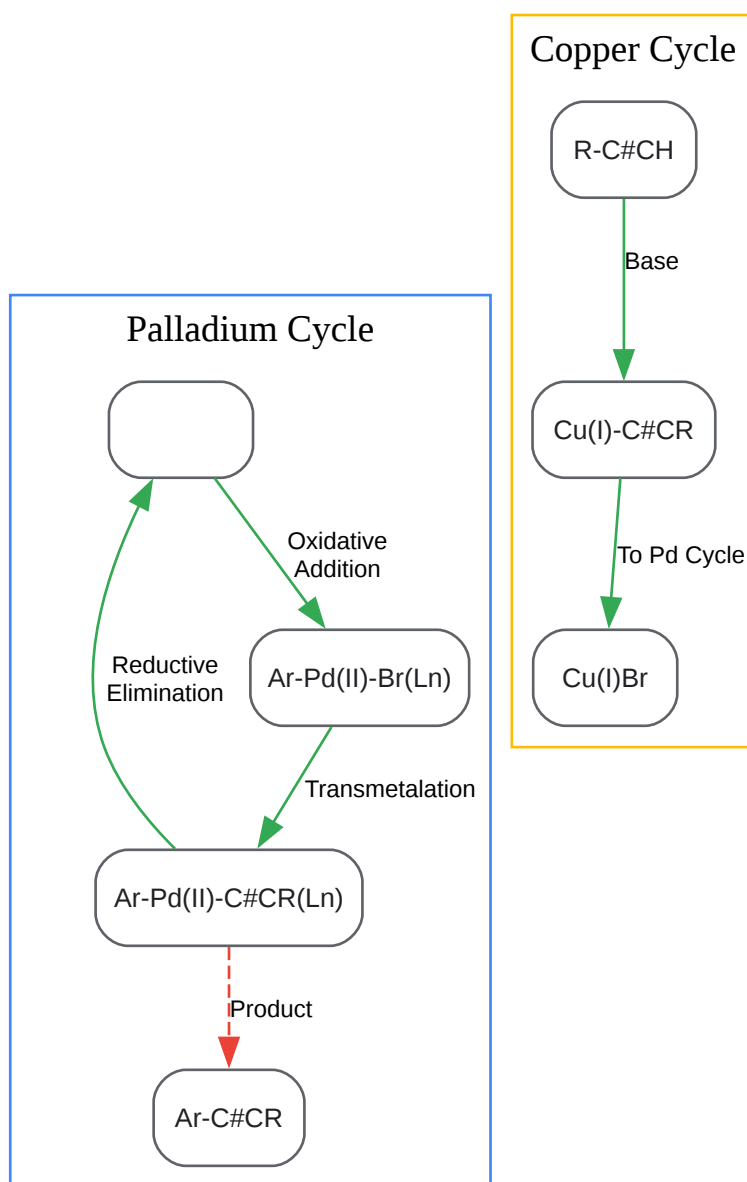 Copper Cycle
R-C#CH
Base
Cu(I)-C#CR
To Pd Cycle
Cu(I)Br
Palladium Cycle
Oxidative
Addition
Ar-Pd(II)-Br(Ln)
Reductive
Elimination
Transmetalation
Ar-Pd(II)-C#CR(Ln)
Product
Ar-C#CR